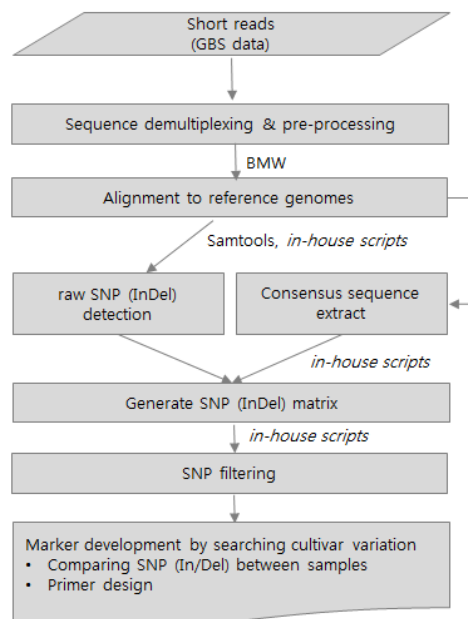 Short reads
(GBS data)
Sequence demultiplexing & pre-processing
BMW
Alignment to reference genomes
Samtools, in-house scripts
raw SNP (InDel)
detection
Consensus sequence
extract
in-house scripts
Generate SNP (InDel) matrix
in-house scripts
SNP filtering
Marker development by searching cultivar variation
• Comparing SNP (In/Del) between samples
• Primer design